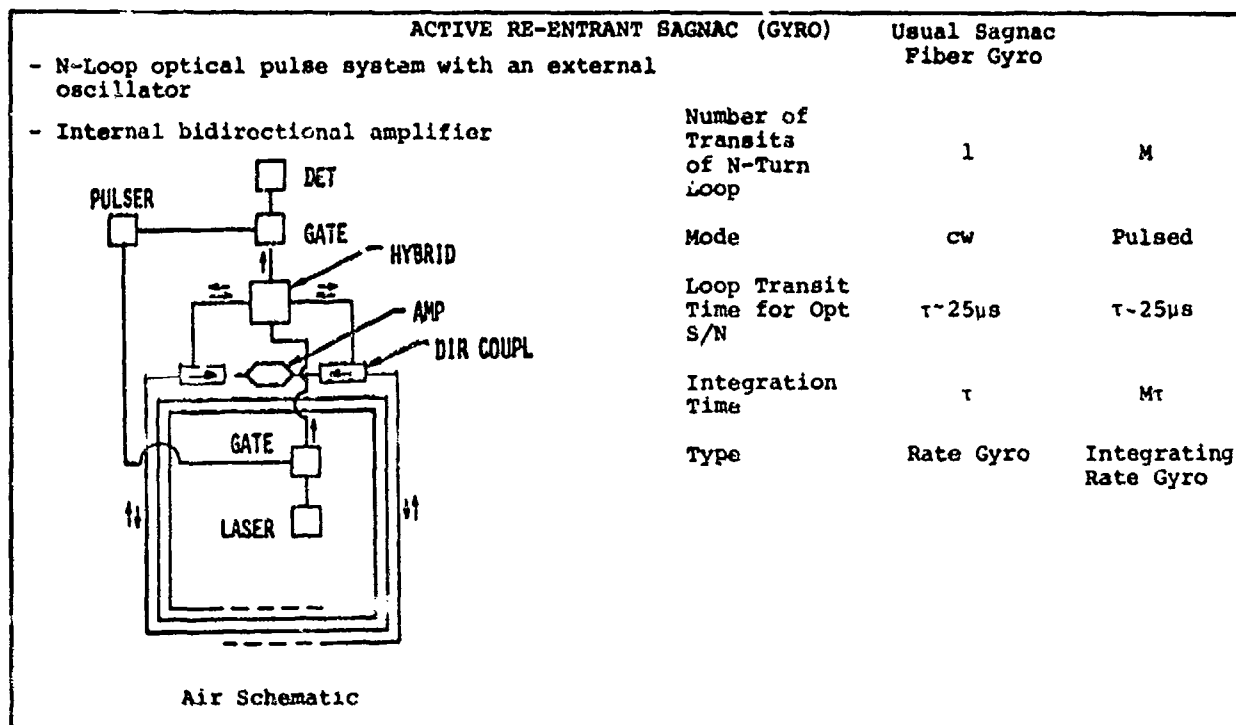 ACTIVE RE-ENTRANT SAGNAC (GYRO)
Usual Sagnac
Fiber Gyro
- N-Loop optical pulse system with an external
oscillator
- Internal bidiroctional amplifier
DET
PULSER
GATE
HYBRID
AMP
DIR COUPL
GATE
LASER
Air Schematic
Number of
Transits
of N-Turn
Loop
1
M
Mode
cw
Pulsed
Loop Transit
Time for Opt
S/N
τ~25μs
τ~25μs
Integration
Time
τ
Mτ
Type
Rate Gyro
Integrating
Rate Gyro